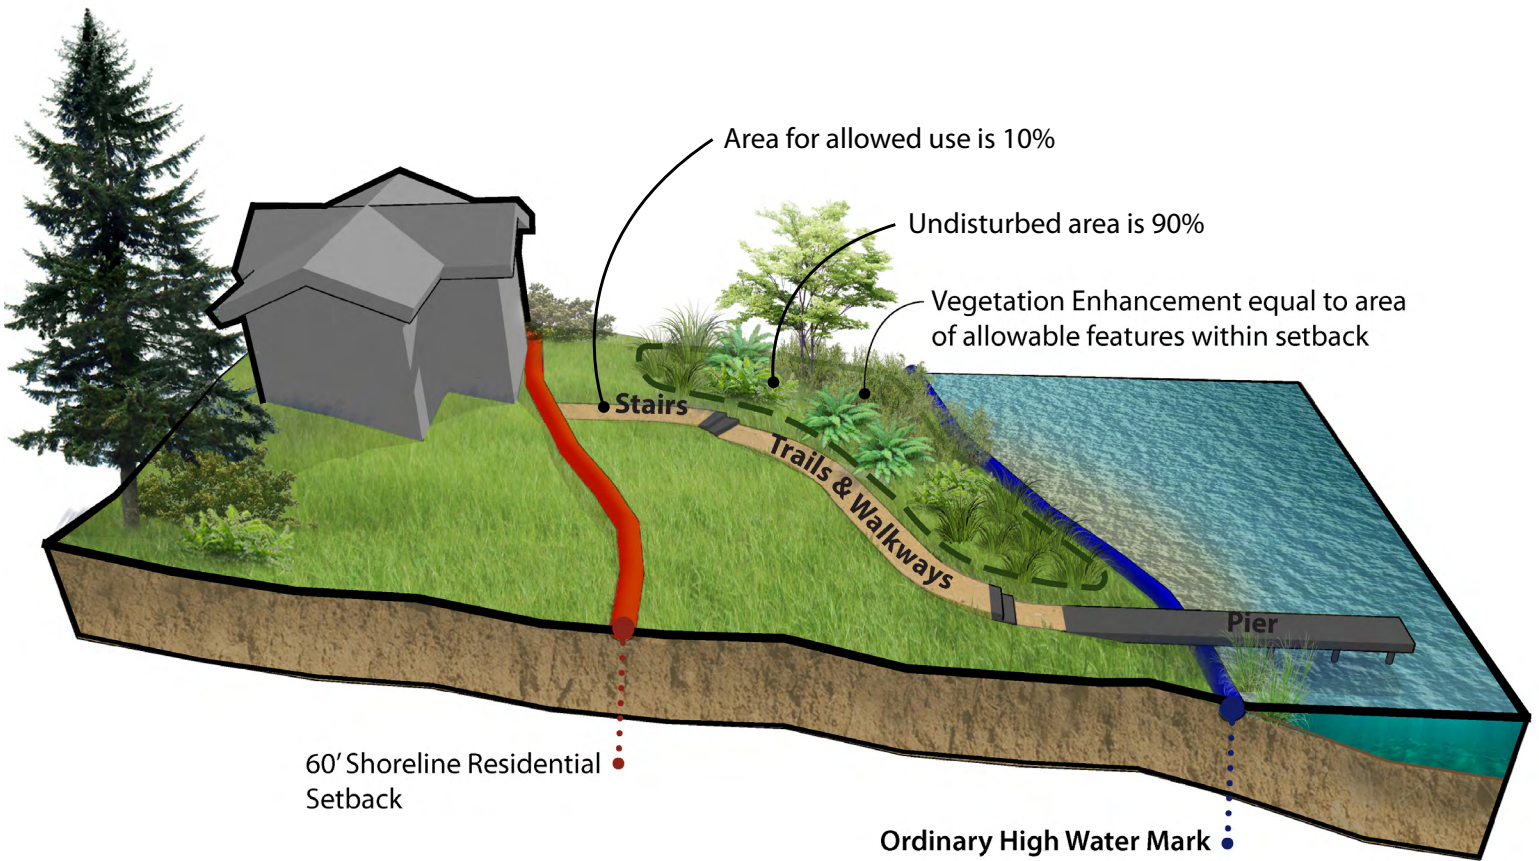 Area for allowed use is 10%
Undisturbed area is 90%
Vegetation Enhancement equal to area
of allowable features within setback
Stairs
Trails & Walkways
Pier
60’ Shoreline Residential
Setback
Ordinary High Water Mark